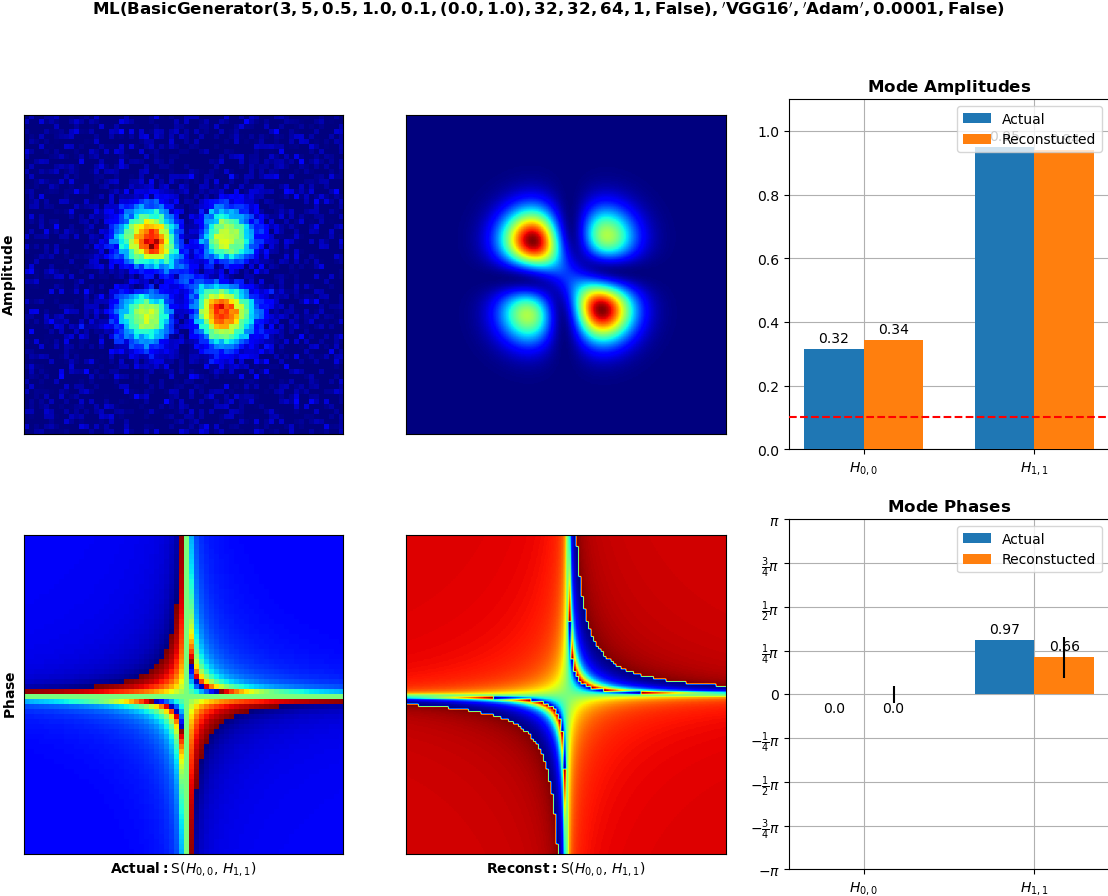 ML(BasicGenerator(3, 5, 0.5, 1.0, 0.1, (0.0, 1.0), 32, 32, 64, 1, False), ′VGG16′, ′Adam′, 0.0001, False)
Amplitude
Mode Amplitudes
Actual
Reconstucted
1.0
0.8
0.6
0.4
0.2
0.0
0.32
0.34
H0,0
H1,1
Phase
Actual: S(H0,0, H1,1)
Reconst: S(H0,0, H1,1)
Mode Phases
Actual
Reconstucted
π
3/4π
1/2π
1/4π
0
−1/4π
−1/2π
−3/4π
−π
0.0
0.0
0.97
0.66
H0,0
H1,1